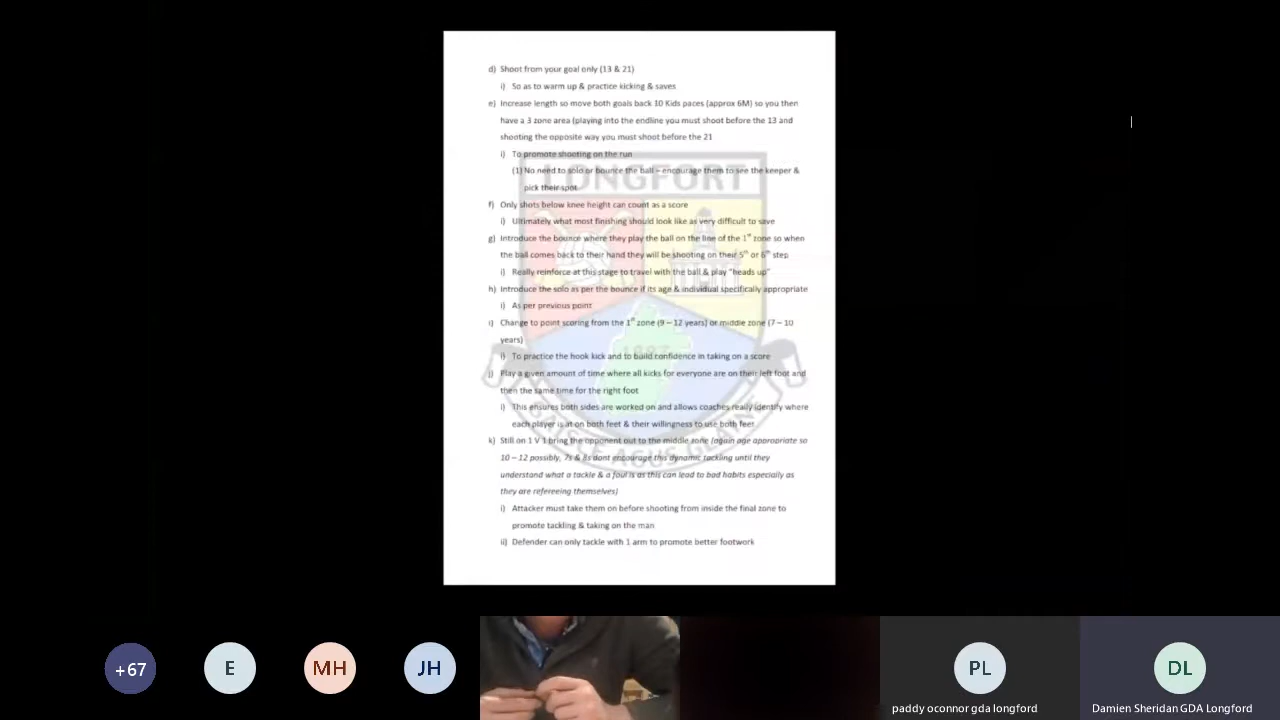 d) Shoot from your goal only (13 & 21)
i) So as to warm up & practice kicking & saves
e) Increase length so move both goals back 10 Kids paces (approx 6M) so you then
have a 3 zone area (playing into the endline you must shoot before the 13 and
shooting the opposite way you must shoot before the 21
i) To promote shooting on the run
(1) No need to solo or bounce the ball – encourage them to see the keeper &
pick their spot
f) Only shots below knee height can count as a score
i) Ultimately what most finishing should look like as very difficult to save
g) Introduce the bounce where they play the ball on the line of the 1st zone so when
the ball comes back to their hand they will be shooting on their 5th or 6th step
i) Really reinforce at this stage to travel with the ball & play "heads up"
h) Introduce the solo as per the bounce if its age & individual specifically appropriate
i) As per previous point
i) Change to point scoring from the 1st zone (9 – 12 years) or middle zone (7 – 10
years)
i) To practice the hook kick and to build confidence in taking on a score
j) Play a given amount of time where all kicks for everyone are on their left foot and
then the same time for the right foot
i) This ensures both sides are worked on and allows coaches really identify where
each player is at on both feet & their willingness to use both feet
k) Still on 1 V 1 bring the opponent out to the middle zone (again age appropriate so
10 – 12 possibly, 7s & 8s dont encourage this dynamic tackling until they
understand what a tackle & a foul is as this can lead to bad habits especially as
they are refereeing themselves)
i) Attacker must take them on before shooting from inside the final zone to
promote tackling & taking on the man
ii) Defender can only tackle with 1 arm to promote better footwork
LONGFORT
1887
AGUS
+67
E
MH
JH
PL
DL
paddy oconnor gda longford
Damien Sheridan GDA Longford